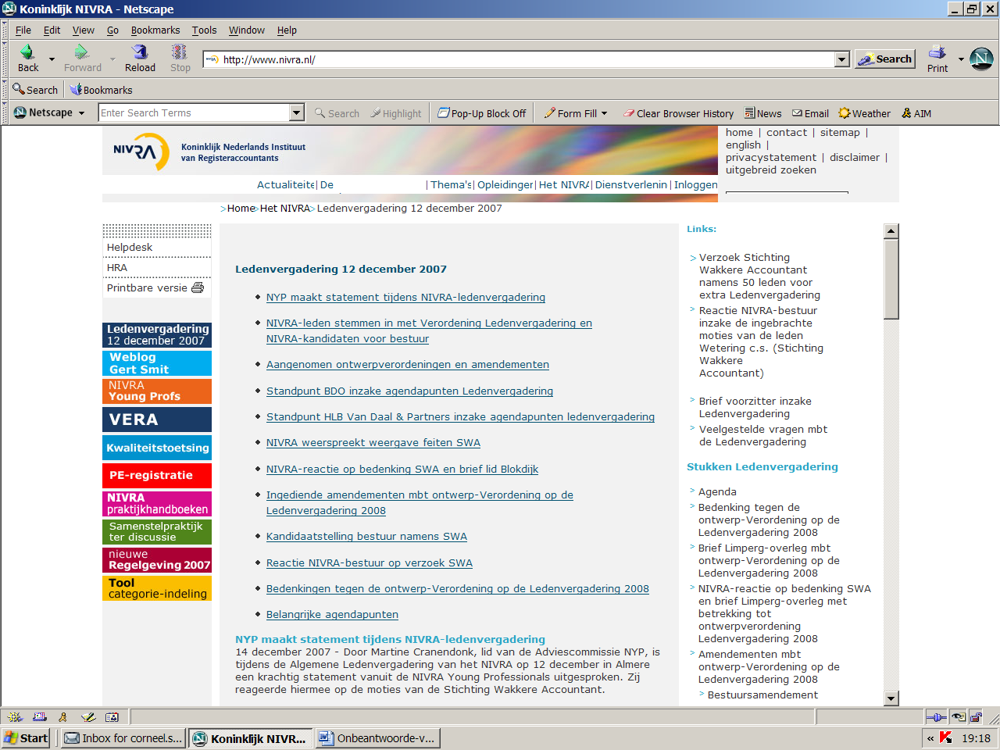 Koninklijk NIVRA - Netscape
File Edit View Go Bookmarks Tools Window Help
Back Forward Reload Stop http://www.nivra.nl/ Search Print
Search Bookmarks
Netscape Enter Search Terms Search Highlight Pop-Up Block Off Form Fill Clear Browser History News Email Weather AIM
NIVRA Koninklijk Nederlands Instituut
van Registeraccountants
home | contact | sitemap |
english |
privacystatement | disclaimer |
uitgebreid zoeken
Actualiteite | De | Thema's | Opleidingen | Het NIVRA | Dienstverlenin | Inloggen
> Home > Het NIVRA > Ledenvergadering 12 december 2007
Helpdesk
HRA
Printbare versie
Ledenvergadering
12 december 2007
Weblog
Gert Smit
NIVRA
Young Profs
VERA
Kwaliteitstoetsing
PE-registratie
NIVRA
praktijkhandboeken
Samenstelpraktijk
ter discussie
nieuwe
Regelgeving 2007
Tool
categorie-indeling
Ledenvergadering 12 december 2007
NYP maakt statement tijdens NIVRA-ledenvergadering
NIVRA-leden stemmen in met Verordening Ledenvergadering en
NIVRA-kandidaten voor bestuur
Aangenomen ontwerpverordeningen en amendementen
Standpunt BDO inzake agendapunten Ledenvergadering
Standpunt HLB Van Daal & Partners inzake agendapunten ledenvergadering
NIVRA weerspreekt weergave feiten SWA
NIVRA-reactie op bedenking SWA en brief lid Blokdijk
Ingediende amendementen mbt ontwerp-Verordening op de
Ledenvergadering 2008
Kandidaatstelling bestuur namens SWA
Reactie NIVRA-bestuur op verzoek SWA
Bedenkingen tegen de ontwerp-Verordening op de Ledenvergadering 2008
Belangrijke agendapunten
NYP maakt statement tijdens NIVRA-ledenvergadering
14 december 2007 - Door Martine Cranendonk, lid van de Adviescommissie NYP, is
tijdens de Algemene Ledenvergadering van het NIVRA op 12 december in Almere
een krachtig statement vanuit de NIVRA Young Professionals uitgesproken. Zij
reageerde hiermee op de moties van de Stichting Wakkere Accountant.
Links:
> Verzoek Stichting
Wakkere Accountant
namens 50 leden voor
extra Ledenvergadering
> Reactie NIVRA-bestuur
inzake de ingebrachte
moties van de leden
Wetering c.s. (Stichting
Wakkere
Accountant)
> Brief voorzitter inzake
Ledenvergadering
> Veelgestelde vragen mbt
de Ledenvergadering
Stukken Ledenvergadering
> Agenda
> Bedenking tegen de
ontwerp-Verordening op de
Ledenvergadering 2008
> Brief Limperg-overleg mbt
ontwerp-Verordening op de
Ledenvergadering 2008
> NIVRA-reactie op bedenking SWA
en brief Limperg-overleg met
betrekking tot
ontwerpverordening
Ledenvergadering 2008
> Amendementen mbt
ontwerp-Verordening op de
Ledenvergadering 2008
> Bestuursamendement
Start Inbox for corneel.s... Koninklijk NIVR... Onbeantwoorde-v... « 19:18